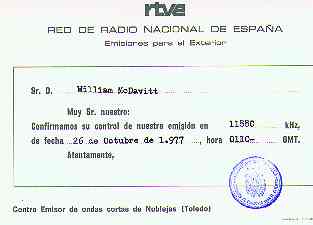 rtve
RED DE RADIO NACIONAL DE ESPAÑA
Emisiones para el Exterior
Sr. D. William McDavitt
Muy Sr. nuestro:
Confirmamos su control de nuestra emisión en 11880 kHz,
de fecha 26 de Octubre de 1.977 , hora 0110- GMT.
Atentamente,
Centro Emisor de ondas cortas de Noblejas (Toledo)